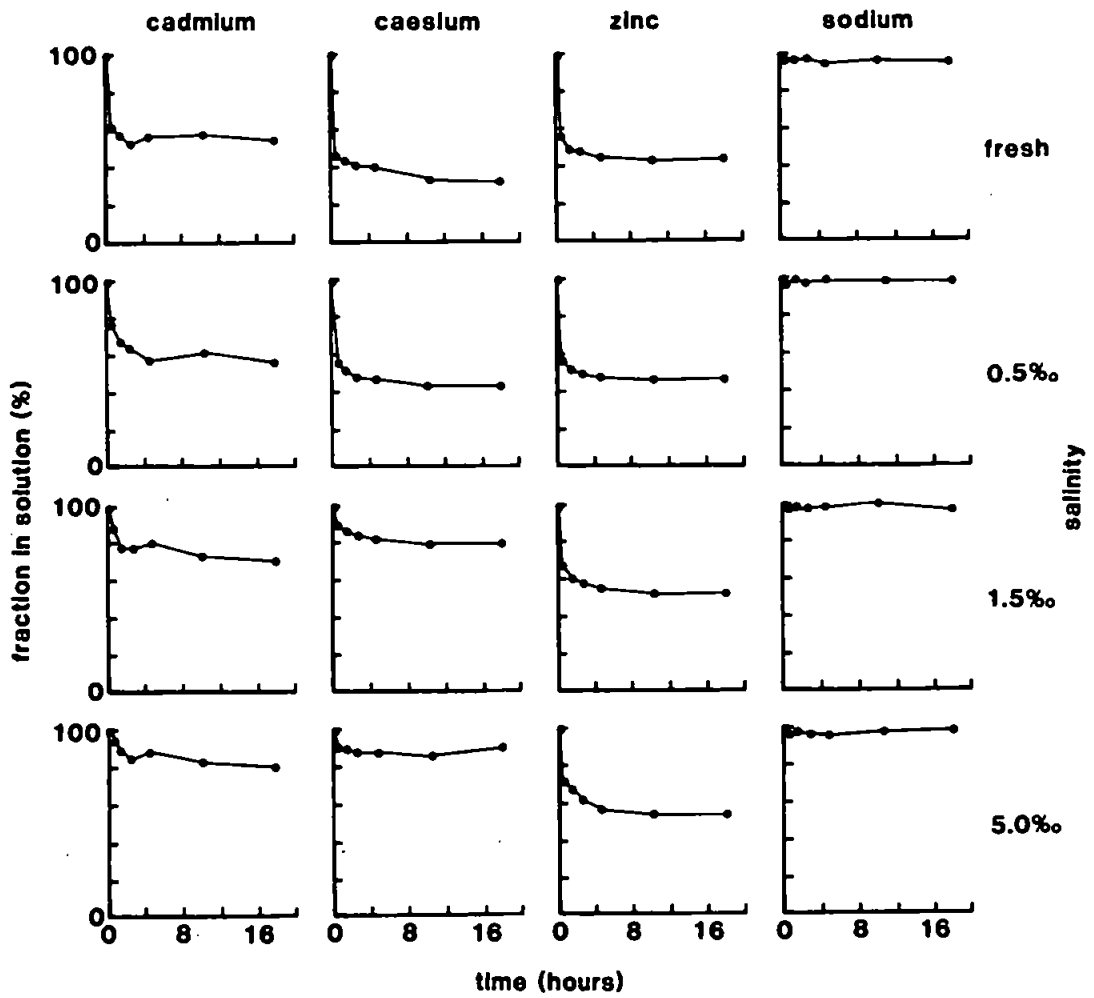 cadmium caesium zinc sodium
100
0
fresh
100
0
0.5‰
100
0
1.5‰
100
0
5.0‰
0 8 16 0 8 16 0 8 16 0 8 16
time (hours)
fraction in solution (%)
salinity